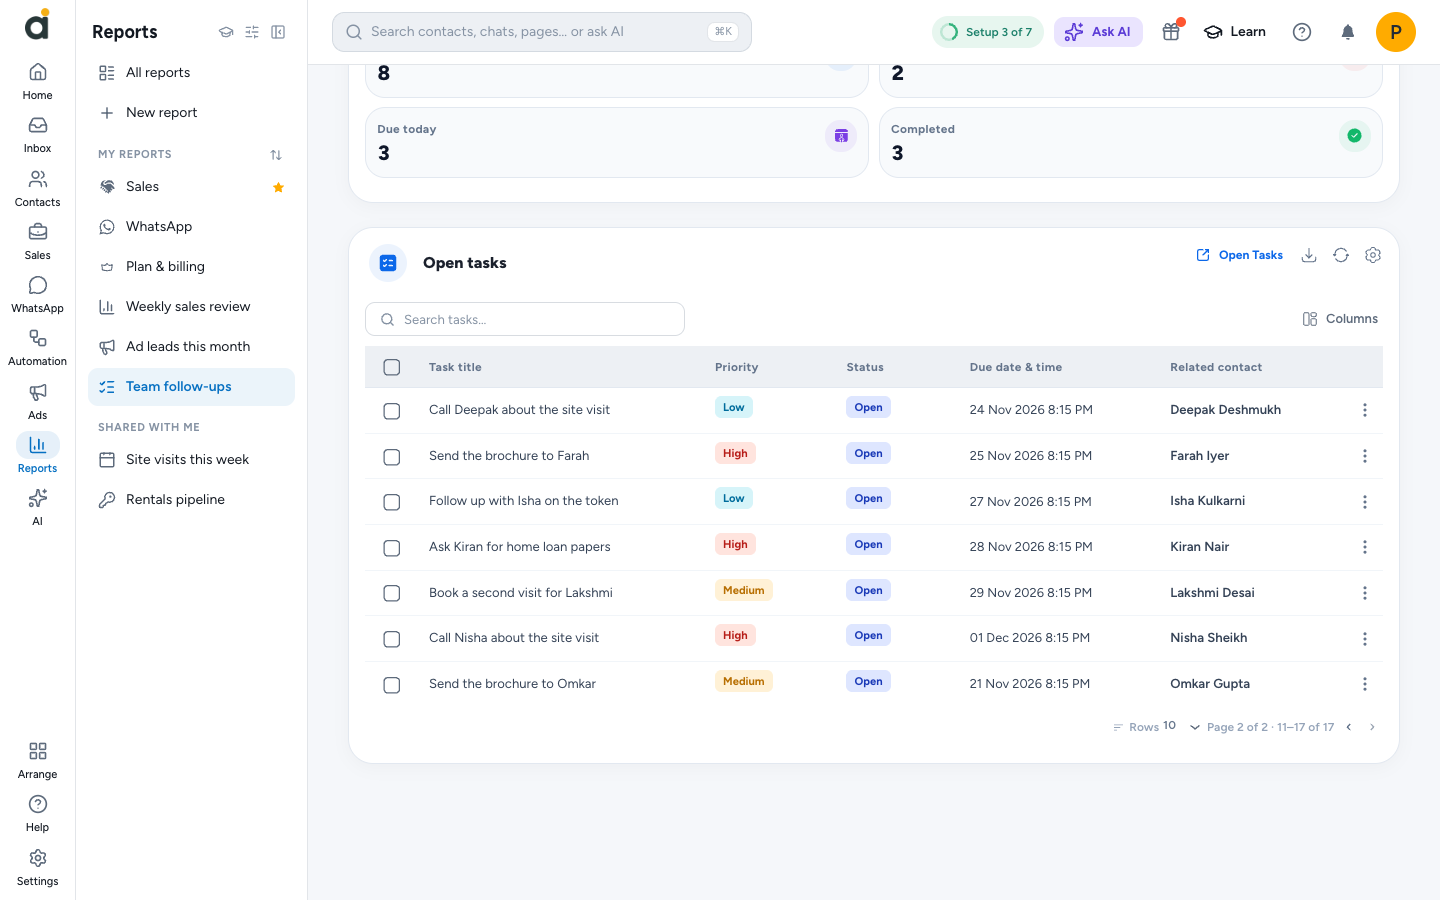 Reports
Search contacts, chats, pages... or ask AI
⌘K
Setup 3 of 7
Ask AI
Learn
P
Home
Inbox
Contacts
Sales
WhatsApp
Automation
Ads
Reports
AI
Arrange
Help
Settings
All reports
New report
MY REPORTS
Sales
WhatsApp
Plan & billing
Weekly sales review
Ad leads this month
Team follow-ups
SHARED WITH ME
Site visits this week
Rentals pipeline
8
2
Due today
3
Completed
3
Open tasks
Open Tasks
Search tasks...
Columns
Task title Priority Status Due date & time Related contact
Call Deepak about the site visit Low Open 24 Nov 2026 8:15 PM Deepak Deshmukh
Send the brochure to Farah High Open 25 Nov 2026 8:15 PM Farah Iyer
Follow up with Isha on the token Low Open 27 Nov 2026 8:15 PM Isha Kulkarni
Ask Kiran for home loan papers High Open 28 Nov 2026 8:15 PM Kiran Nair
Book a second visit for Lakshmi Medium Open 29 Nov 2026 8:15 PM Lakshmi Desai
Call Nisha about the site visit High Open 01 Dec 2026 8:15 PM Nisha Sheikh
Send the brochure to Omkar Medium Open 21 Nov 2026 8:15 PM Omkar Gupta
Rows 10 Page 2 of 2 · 11–17 of 17